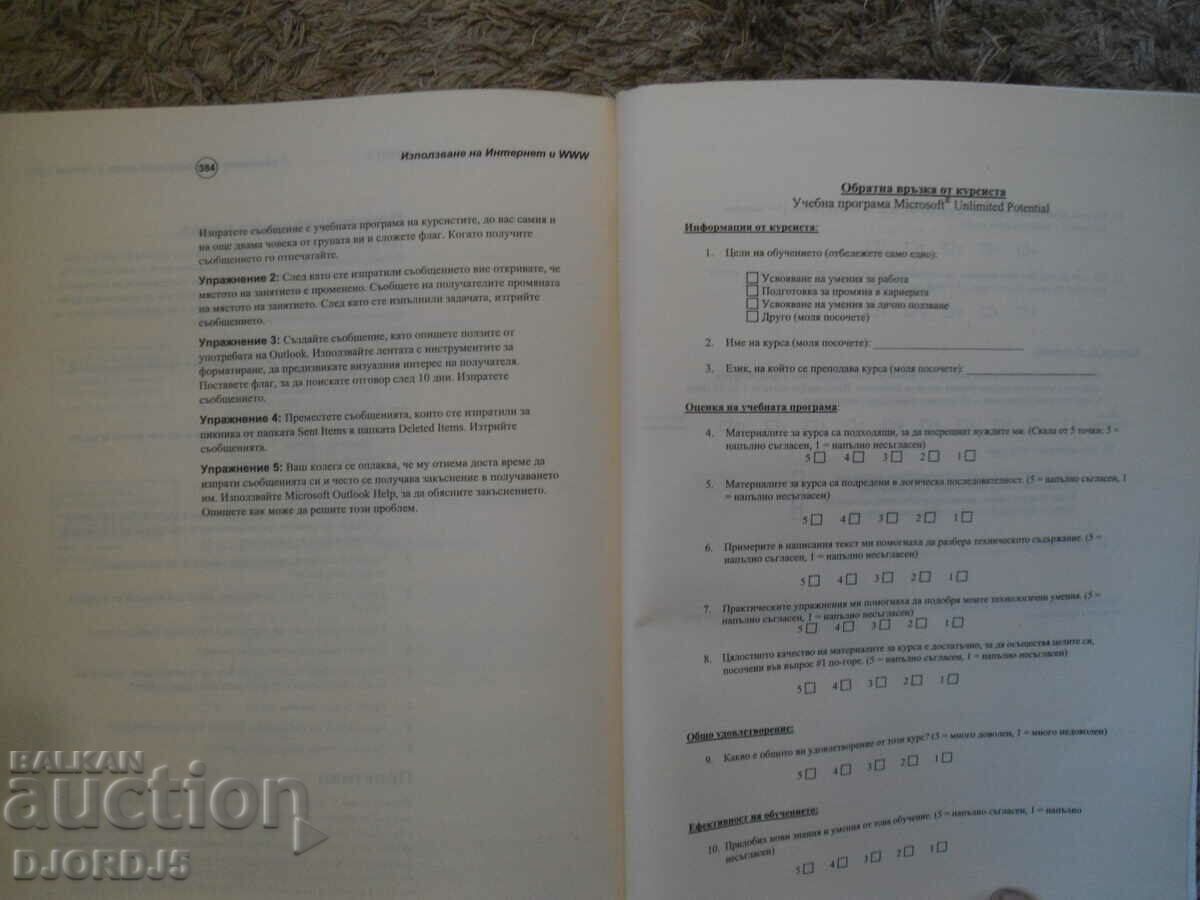 384
Използване на Интернет и WWW
Изпратете съобщение с учебната програма на курсистите, до вас самия и
на още двама човека от групата ви и сложете флаг. Когато получите
съобщението го отпечатайте.
Упражнение 2: След като сте изпратили съобщението вие откривате, че
мястото на занятието е променено. Съобщете на получателите промяната
на мястото на занятието. След като сте изпълнили задачата, изтрийте
съобщението.
Упражнение 3: Създайте съобщение, като опишете ползите от
употребата на Outlook. Използвайте лентата с инструментите за
форматиране, да предизвикате визуалния интерес на получателя.
Поставете флаг, за да поискате отговор след 10 дни. Изпратете
съобщението.
Упражнение 4: Преместете съобщенията, които сте изпратили за
пикника от папката Sent Items в папката Deleted Items. Изтрийте
съобщенията.
Упражнение 5: Ваш колега се оплаква, че му отнема доста време да
изпрати съобщенията си и често се получава закъснение в получаването
им. Използвайте Microsoft Outlook Help, за да обясните закъснението.
Опишете как може да решите този проблем.
Обратна връзка от курсиста
Учебна програма Microsoft® Unlimited Potential
Информация от курсиста:
1. Цели на обучението (отбележете само едно):
Усвояване на умения за работа
Подготовка за промяна в кариерата
Усвояване на умения за лично ползване
Друго (моля посочете)
2. Име на курса (моля посочете):
3. Език, на който се преподава курса (моля посочете):
Оценка на учебната програма:
4. Материалите за курса са подходящи, за да посрещнат нуждите ми. (Скала от 5 точки: 5 =
напълно съгласен, 1 = напълно несъгласен)
5 4 3 2 1
5. Материалите за курса са подредени в логическа последователност. (5 = напълно съгласен, 1
= напълно несъгласен)
5 4 3 2 1
6. Примерите в написания текст ми помогнаха да разбера техническото съдържание. (5 =
напълно съгласен, 1 = напълно несъгласен)
5 4 3 2 1
7. Практическите упражнения ми помогнаха да подобря моите технологични умения. (5 =
напълно съгласен, 1 = напълно несъгласен)
5 4 3 2 1
8. Цялостното качество на материалите за курса е достатъчно, за да осъществя целите си,
посочени във въпрос #1 по-горе. (5 = напълно съгласен, 1 = напълно несъгласен)
5 4 3 2 1
Общо удовлетворение:
9. Какво е общото ви удовлетворение от този курс? (5 = много доволен, 1 = много недоволен)
5 4 3 2 1
Ефективност на обучението:
10. Придобих нови знания и умения от това обучение. (5 = напълно съгласен, 1 = напълно
несъгласен)
5 4 3 2 1
BALKAN
auction
DJORDJ5